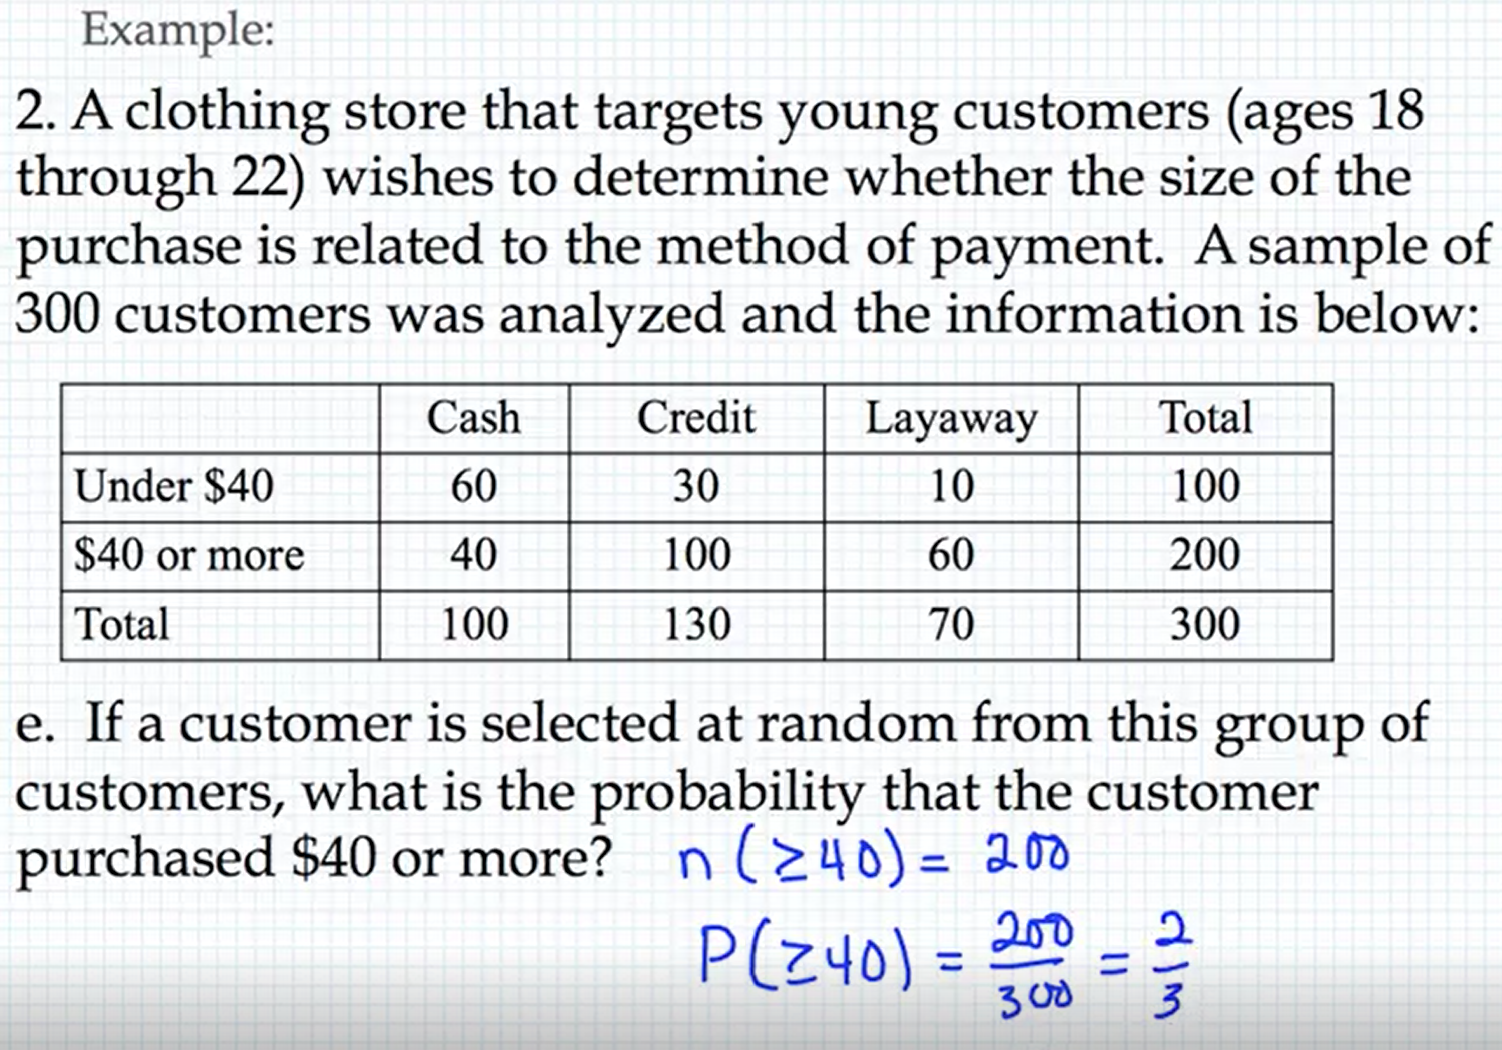 Example:
2. A clothing store that targets young customers (ages 18
through 22) wishes to determine whether the size of the
purchase is related to the method of payment. A sample of
300 customers was analyzed and the information is below:
Cash Credit Layaway Total
Under $40 60 30 10 100
$40 or more 40 100 60 200
Total 100 130 70 300
e. If a customer is selected at random from this group of
customers, what is the probability that the customer
purchased $40 or more? n(≥40) = 200
P(≥40) = 200/300 = 2/3